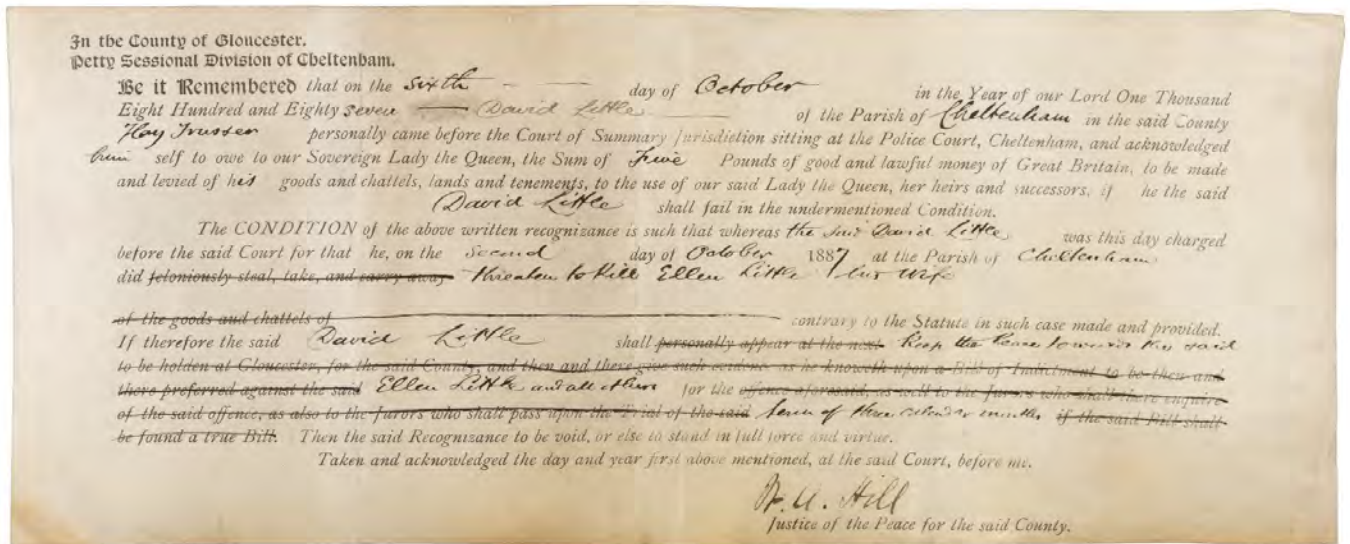 In the County of Gloucester.
Petty Sessional Division of Cheltenham.
Be it Remembered that on the Sixth day of October in the Year of our Lord One Thousand
Eight Hundred and Eighty Seven David Little of the Parish of Cheltenham in the said County
Hay Trusser personally came before the Court of Summary Jurisdiction sitting at the Police Court, Cheltenham, and acknowledged
him self to owe to our Sovereign Lady the Queen, the Sum of Five Pounds of good and lawful money of Great Britain, to be made
and levied of his goods and chattels, lands and tenements, to the use of our said Lady the Queen, her heirs and successors, if he the said
David Little shall fail in the undermentioned Condition.
The CONDITION of the above written recognizance is such that whereas the said David Little was this day charged
before the said Court for that he, on the Second day of October 1887 at the Parish of Cheltenham
did feloniously steal, take, and carry away threaten to Kill Ellen Little his Wife
of the goods and chattels of contrary to the Statute in such case made and provided.
If therefore the said David Little shall personally appear at the next Keep the Peace towards the said
to be holden at Gloucester, for the said County, and then and there give such evidence as he knoweth upon a Bill of Indictment to be then and
there preferred against the said Ellen Little and all others for the offence aforesaid, as well to the Jurors who shall there enquire
of the said offence, as also to the Jurors who shall pass upon the Trial of the said term of three calendar months if the said Bill shall
be found a true Bill. Then the said Recognizance to be void, or else to stand in full force and virtue.
Taken and acknowledged the day and year first above mentioned, at the said Court, before me.
Hill
Justice of the Peace for the said County.